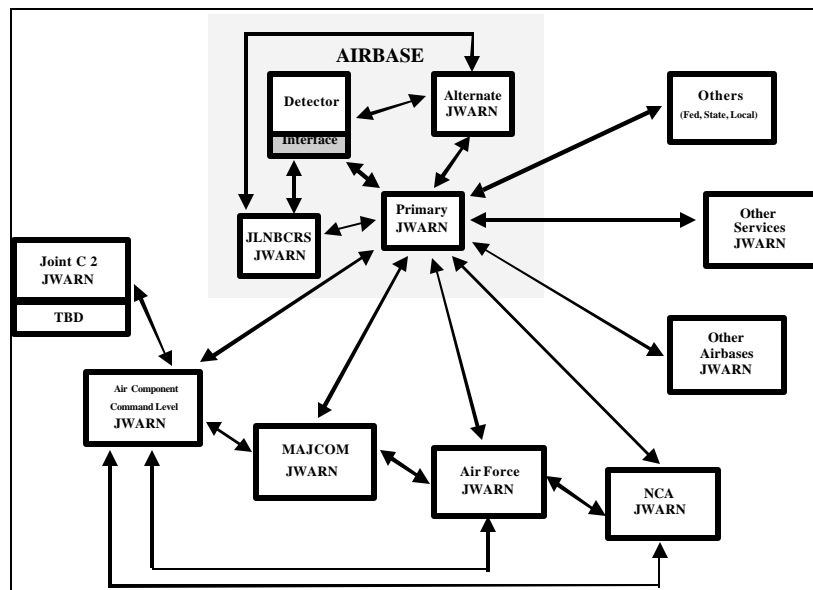 AIRBASE
Detector
Interface
Alternate
JWARN
Others
(Fed, State, Local)
Primary
JWARN
JLNBCRS
JWARN
Other
Services
JWARN
Joint C 2
JWARN
TBD
Other
Airbases
JWARN
Air Component
Command Level
JWARN
MAJCOM
JWARN
Air Force
JWARN
NCA
JWARN